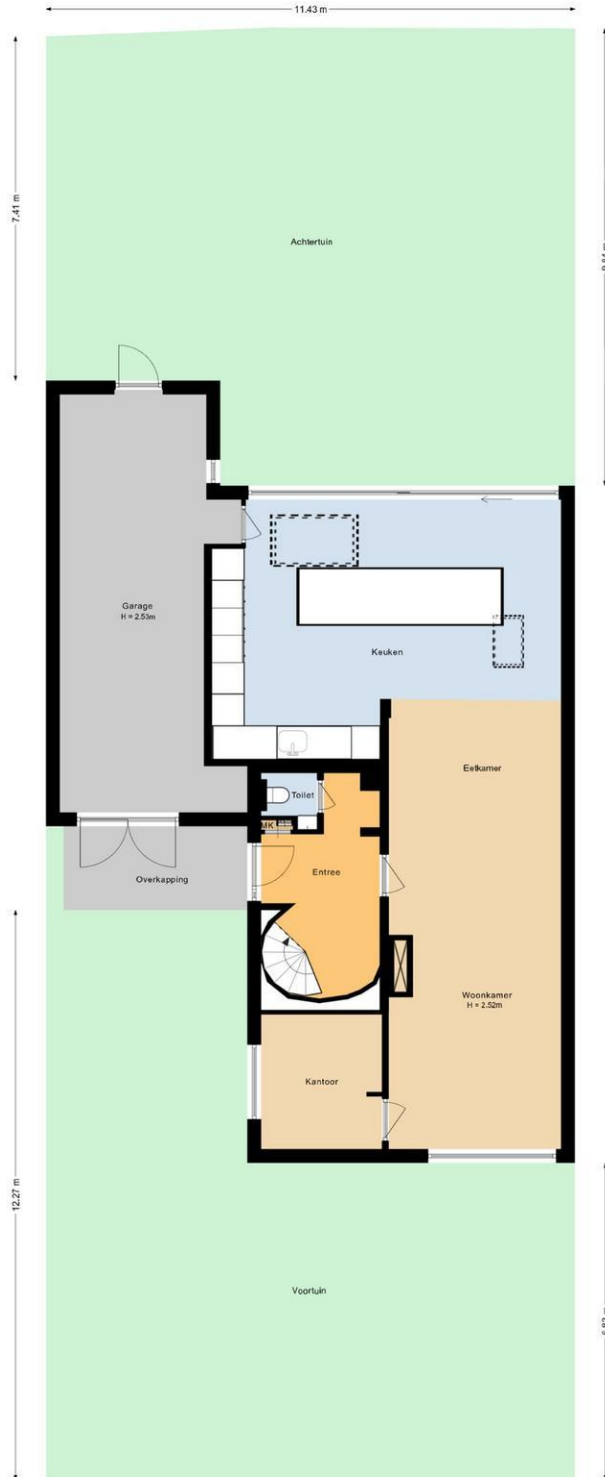 11.43 m
7.41 m
Achtertuin
Garage
H = 2.53m
Keuken
Eetkamer
Toilet
MK
Overkapping
Entree
Woonkamer
H = 2.52m
Kantoor
12.27 m
Voortuin